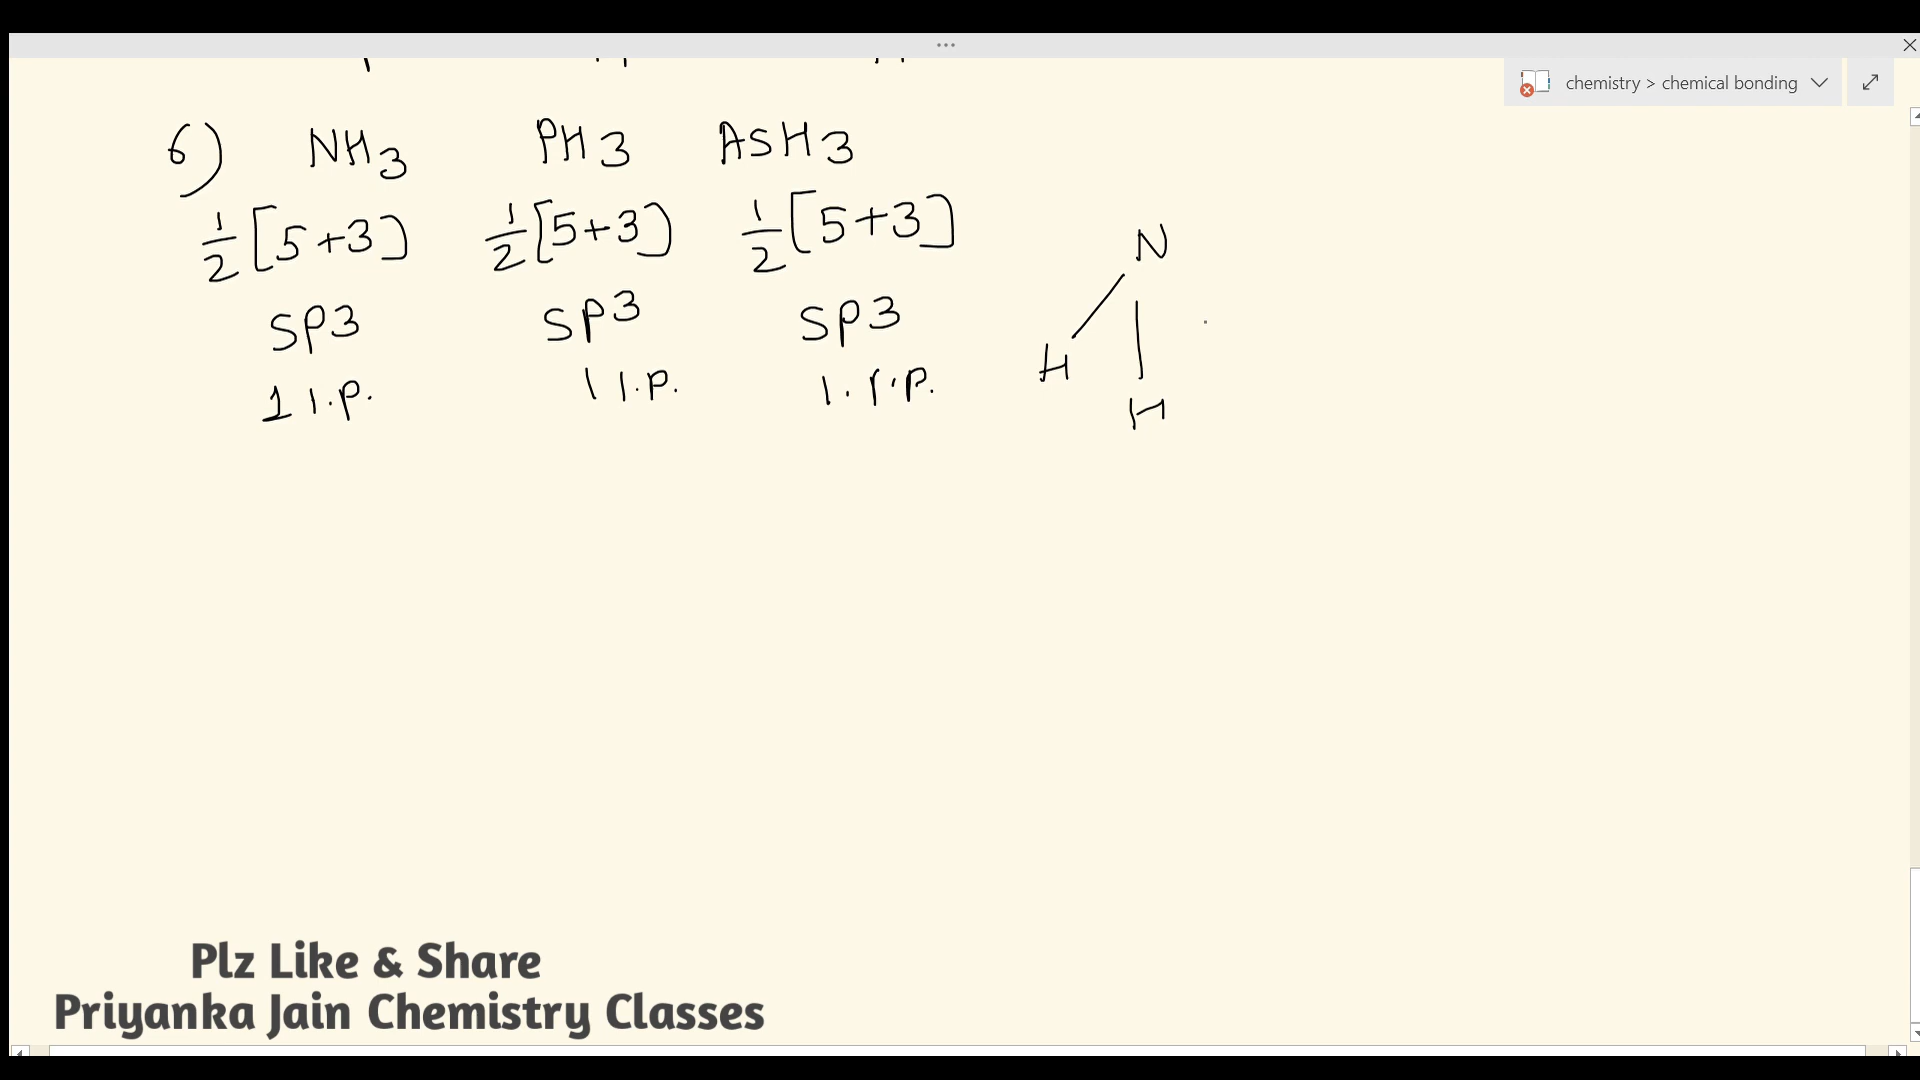 chemistry > chemical bonding
6) NH3 PH3 ASH3
1/2 [5+3] 1/2 [5+3] 1/2 [5+3]
SP3 SP3 SP3
1 l.p. 1 l.p. 1. l.p.
N
H
H
Plz Like & Share
Priyanka Jain Chemistry Classes